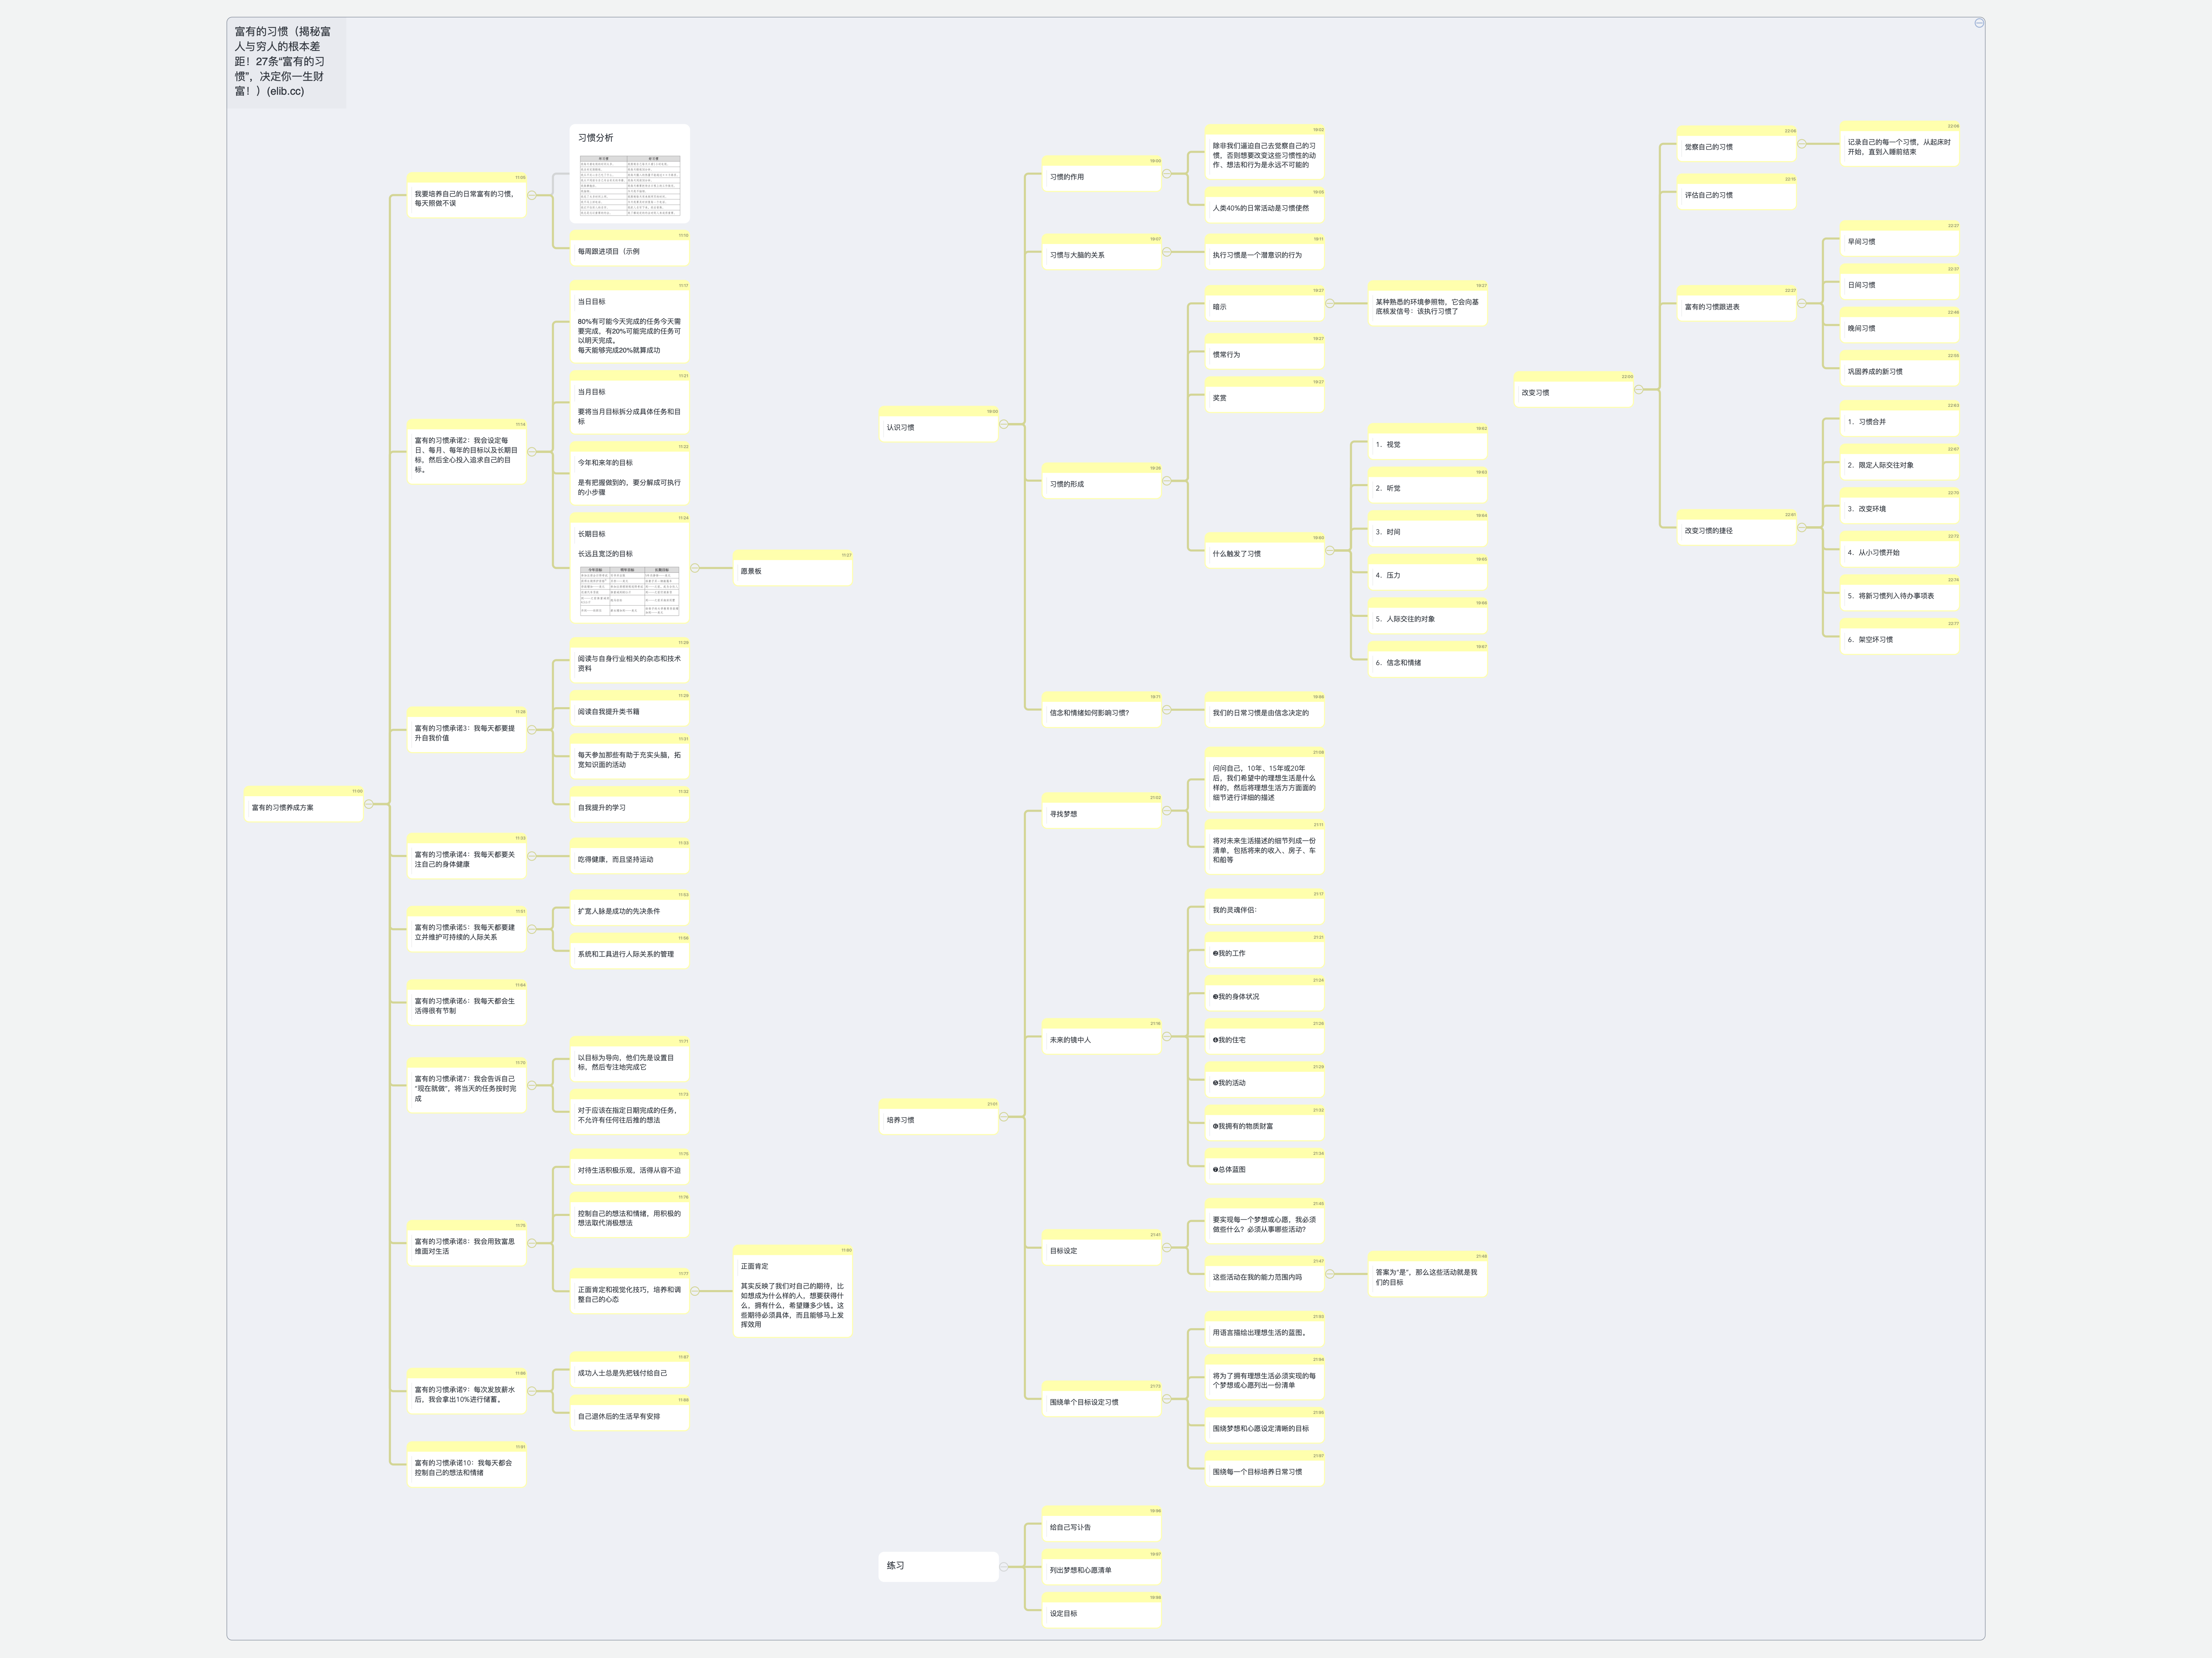 富有的习惯（揭秘富
人与穷人的根本差
距！27条“富有的习
惯”，决定你一生财
富！）(elib.cc)
富有的习惯养成方案
我要培养自己的日常富有的习惯，
每天照做不误
习惯分析
每周跟进项目（示例
富有的习惯承诺2：我会设定每
日、每月、每年的目标以及长期目
标，然后全心投入追求自己的目
标。
当日目标
80%有可能今天完成的任务今天需
要完成，有20%可能完成的任务可
以明天完成。
每天能够完成20%就算成功
当月目标
要将当月目标拆分成具体任务和目
标
今年和来年的目标
是有把握做到的，要分解成可执行
的小步骤
长期目标
长远且宽泛的目标
愿景板
富有的习惯承诺3：我每天都要提
升自我价值
阅读与自身行业相关的杂志和技术
资料
阅读自我提升类书籍
每天参加那些有助于充实头脑，拓
宽知识面的活动
自我提升的学习
富有的习惯承诺4：我每天都要关
注自己的身体健康
吃得健康，而且坚持运动
富有的习惯承诺5：我每天都要建
立并维护可持续的人际关系
扩宽人脉是成功的先决条件
系统和工具进行人际关系的管理
富有的习惯承诺6：我每天都会生
活得很有节制
富有的习惯承诺7：我会告诉自己
“现在就做”，将当天的任务按时完
成
以目标为导向，他们先是设置目
标，然后专注地完成它
对于应该在指定日期完成的任务，
不允许有任何往后推的想法
富有的习惯承诺8：我会用致富思
维面对生活
对待生活积极乐观，活得从容不迫
控制自己的想法和情绪，用积极的
想法取代消极想法
正面肯定和视觉化技巧，培养和调
整自己的心态
正面肯定
其实反映了我们对自己的期待，比
如想成为什么样的人，想要获得什
么，拥有什么，希望赚多少钱。这
些期待必须具体，而且能够马上发
挥效用
富有的习惯承诺9：每次发放薪水
后，我会拿出10%进行储蓄。
成功人士总是先把钱付给自己
自己退休后的生活早有安排
富有的习惯承诺10：我每天都会
控制自己的想法和情绪
认识习惯
习惯的作用
除非我们逼迫自己去觉察自己的习
惯，否则想要改变这些习惯性的动
作、想法和行为是永远不可能的
人类40%的日常活动是习惯使然
习惯与大脑的关系
执行习惯是一个潜意识的行为
习惯的形成
暗示
某种熟悉的环境参照物，它会向基
底核发信号：该执行习惯了
惯常行为
奖赏
什么触发了习惯
1．视觉
2．听觉
3．时间
4．压力
5．人际交往的对象
6．信念和情绪
信念和情绪如何影响习惯？
我们的日常习惯是由信念决定的
培养习惯
寻找梦想
问问自己，10年、15年或20年
后，我们希望中的理想生活是什么
样的，然后将理想生活方方面面的
细节进行详细的描述
将对未来生活描述的细节列成一份
清单，包括将来的收入、房子、车
和船等
未来的镜中人
我的灵魂伴侣：
❷我的工作
❸我的身体状况
❹我的住宅
❺我的活动
❻我拥有的物质财富
❼总体蓝图
目标设定
要实现每一个梦想或心愿，我必须
做些什么？必须从事哪些活动？
这些活动在我的能力范围内吗
答案为“是”，那么这些活动就是我
们的目标
围绕单个目标设定习惯
用语言描绘出理想生活的蓝图。
将为了拥有理想生活必须实现的每
个梦想或心愿列出一份清单
围绕梦想和心愿设定清晰的目标
围绕每一个目标培养日常习惯
练习
给自己写讣告
列出梦想和心愿清单
设定目标
改变习惯
觉察自己的习惯
记录自己的每一个习惯，从起床时
开始，直到入睡前结束
评估自己的习惯
富有的习惯跟进表
早间习惯
日间习惯
晚间习惯
巩固养成的新习惯
改变习惯的捷径
1．习惯合并
2．限定人际交往对象
3．改变环境
4．从小习惯开始
5．将新习惯列入待办事项表
6．架空坏习惯